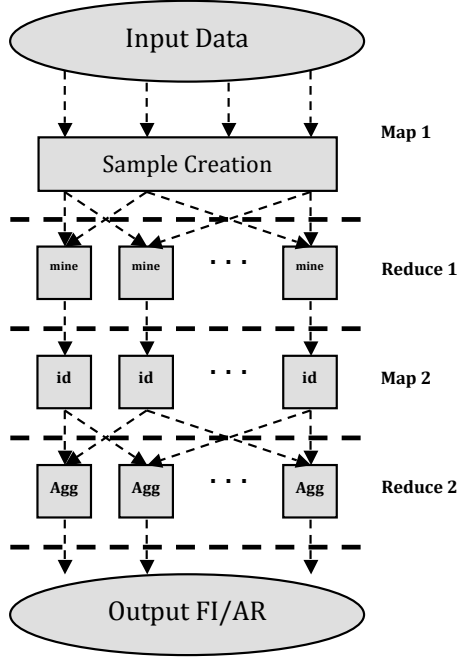 Input Data
Map 1
Sample Creation
mine mine . . . mine Reduce 1
id id . . . id Map 2
Agg Agg . . . Agg Reduce 2
Output FI/AR